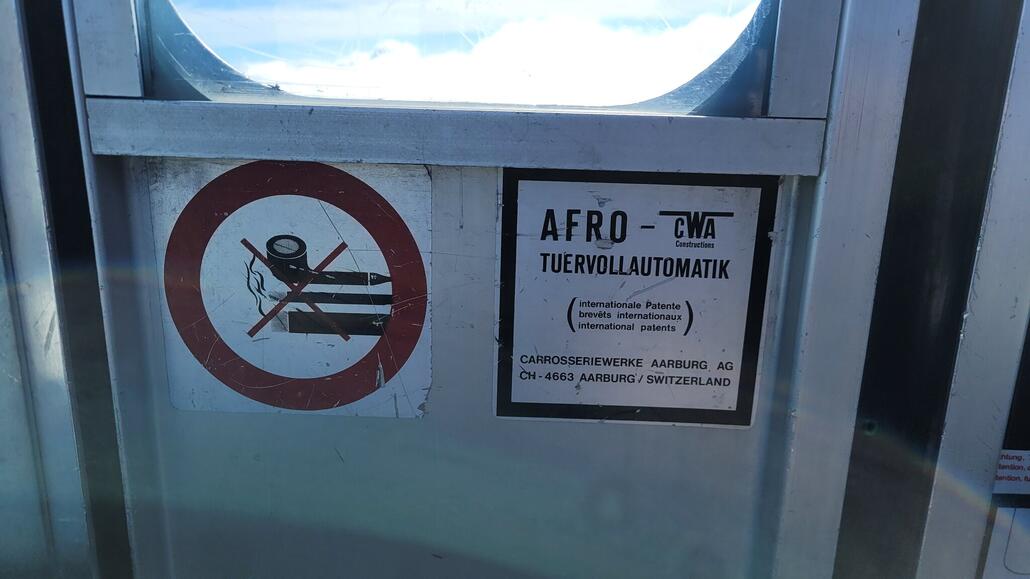 AFRO - CWA
Constructions
TUERVOLLAUTOMATIK
(internationale Patente
brevêts internationaux
international patents)
CARROSSERIEWERKE AARBURG AG
CH - 4663 AARBURG / SWITZERLAND